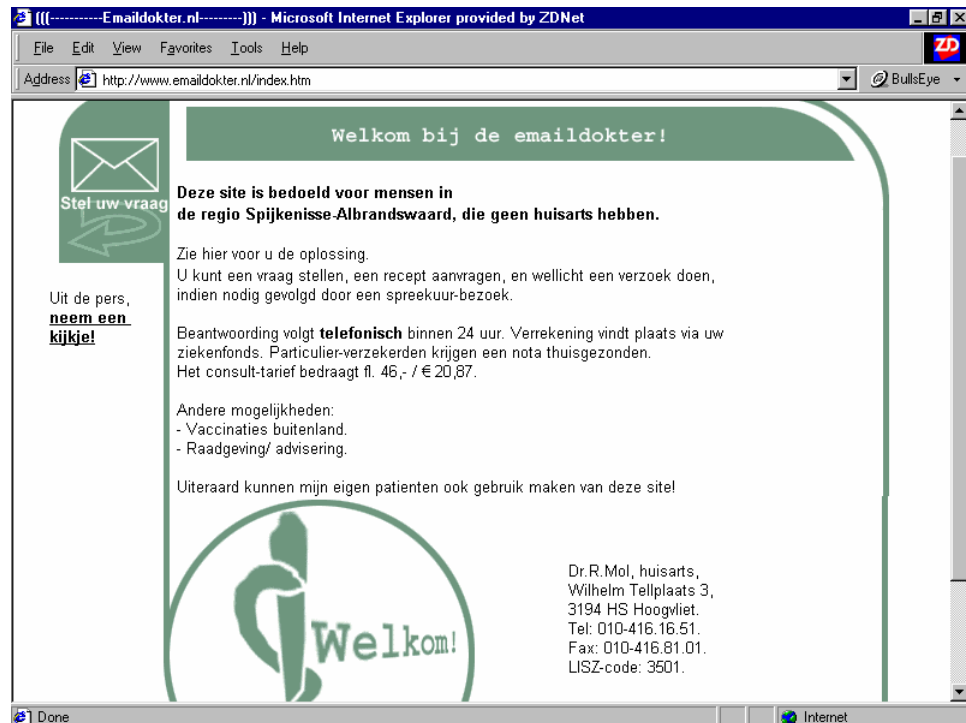 (((-----------Emaildokter.nl---------))) - Microsoft Internet Explorer provided by ZDNet
File Edit View Favorites Tools Help
ZD
Address http://www.emaildokter.nl/index.htm
BullsEye
Welkom bij de emaildokter!
Stel uw vraag
Uit de pers,
neem een
kijkje!
Deze site is bedoeld voor mensen in
de regio Spijkenisse-Albrandswaard, die geen huisarts hebben.
Zie hier voor u de oplossing.
U kunt een vraag stellen, een recept aanvragen, en wellicht een verzoek doen,
indien nodig gevolgd door een spreekuur-bezoek.
Beantwoording volgt telefonisch binnen 24 uur. Verrekening vindt plaats via uw
ziekenfonds. Particulier-verzekerden krijgen een nota thuisgezonden.
Het consult-tarief bedraagt fl. 46,- / € 20,87.
Andere mogelijkheden:
- Vaccinaties buitenland.
- Raadgeving/ advisering.
Uiteraard kunnen mijn eigen patienten ook gebruik maken van deze site!
Welkom!
Dr.R.Mol, huisarts,
Wilhelm Tellplaats 3,
3194 HS Hoogvliet.
Tel: 010-416.16.51.
Fax: 010-416.81.01.
LISZ-code: 3501.
Done
Internet